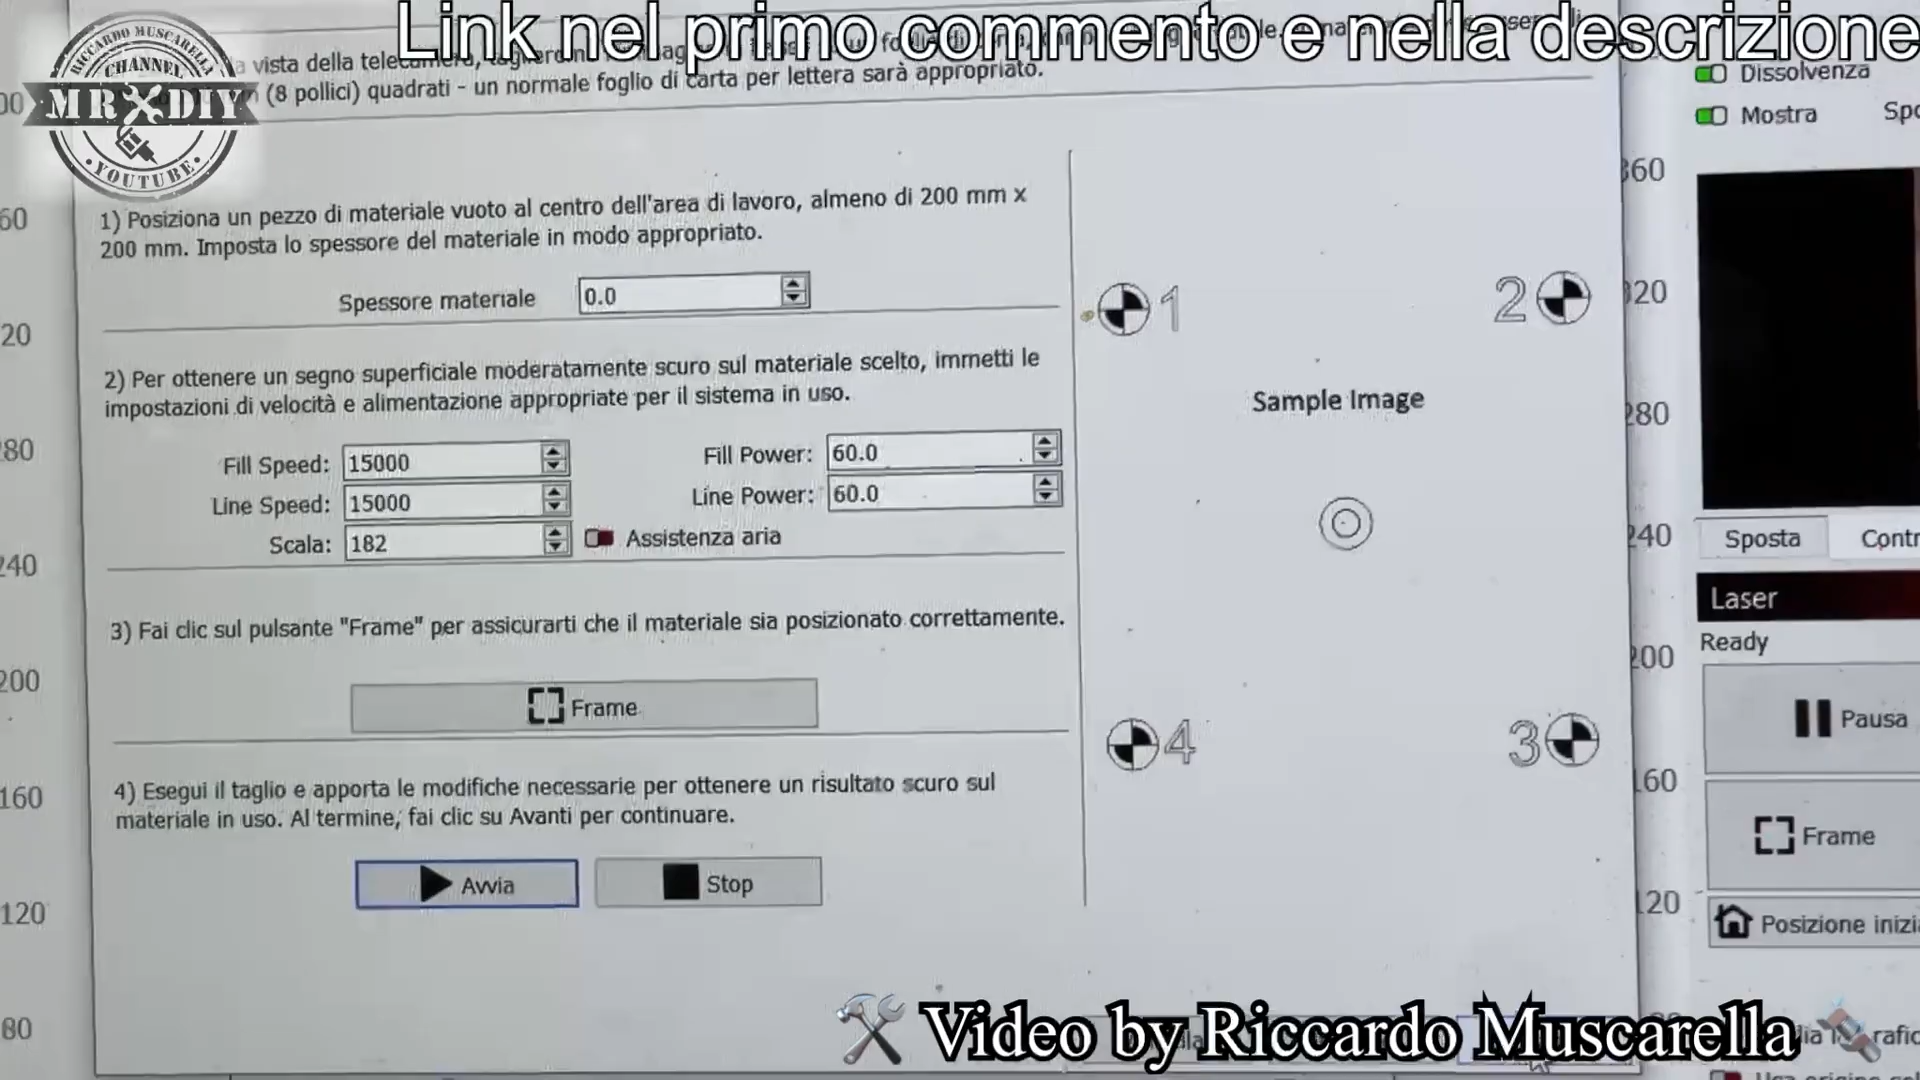 Link nel primo commento e nella descrizione
vista della telecamera,
(8 pollici) quadrati - un normale foglio di carta per lettera sarà appropriato.
RICCARDO MUSCARELLA
CHANNEL
MR DIY
YOUTUBE
1) Posiziona un pezzo di materiale vuoto al centro dell'area di lavoro, almeno di 200 mm x
200 mm. Imposta lo spessore del materiale in modo appropriato.
Spessore materiale 0.0
2) Per ottenere un segno superficiale moderatamente scuro sul materiale scelto, immetti le
impostazioni di velocità e alimentazione appropriate per il sistema in uso.
Fill Speed: 15000 Fill Power: 60.0
Line Speed: 15000 Line Power: 60.0
Scala: 182 Assistenza aria
3) Fai clic sul pulsante "Frame" per assicurarti che il materiale sia posizionato correttamente.
Frame
4) Esegui il taglio e apporta le modifiche necessarie per ottenere un risultato scuro sul
materiale in uso. Al termine, fai clic su Avanti per continuare.
Avvia Stop
1 2
Sample Image
4 3
60
20
280
240
200
160
120
80
360
320
280
240
200
160
120
Dissolvenza
Mostra Spo
Sposta Contr
Laser
Ready
Pausa
Frame
Posizione inizia
Video by Riccardo Muscarella